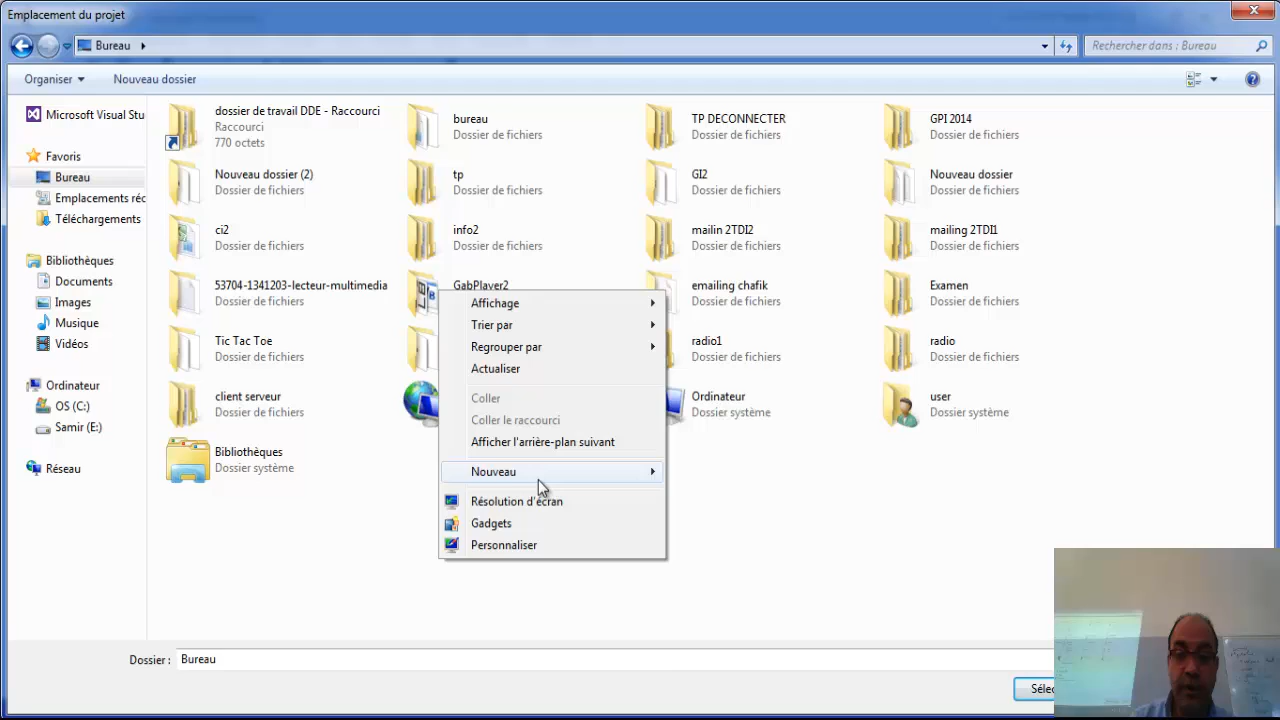 Emplacement du projet
Bureau
Rechercher dans : Bureau
Organiser
Nouveau dossier
Microsoft Visual Stu
Favoris
Bureau
Emplacements réc
Téléchargements
Bibliothèques
Documents
Images
Musique
Vidéos
Ordinateur
OS (C:)
Samir (E:)
Réseau
dossier de travail DDE - Raccourci
Raccourci
770 octets
bureau
Dossier de fichiers
TP DECONNECTER
Dossier de fichiers
GPI 2014
Dossier de fichiers
Nouveau dossier (2)
Dossier de fichiers
tp
Dossier de fichiers
GI2
Dossier de fichiers
Nouveau dossier
Dossier de fichiers
ci2
Dossier de fichiers
info2
Dossier de fichiers
mailin 2TDI2
Dossier de fichiers
mailing 2TDI1
Dossier de fichiers
53704-1341203-lecteur-multimedia
Dossier de fichiers
GabPlayer2
emailing chafik
Dossier de fichiers
Examen
Dossier de fichiers
Tic Tac Toe
Dossier de fichiers
radio1
Dossier de fichiers
radio
Dossier de fichiers
client serveur
Dossier de fichiers
Ordinateur
Dossier système
user
Dossier système
Bibliothèques
Dossier système
Affichage
Trier par
Regrouper par
Actualiser
Coller
Coller le raccourci
Afficher l'arrière-plan suivant
Nouveau
Résolution d'écran
Gadgets
Personnaliser
Dossier :
Bureau
Sélec